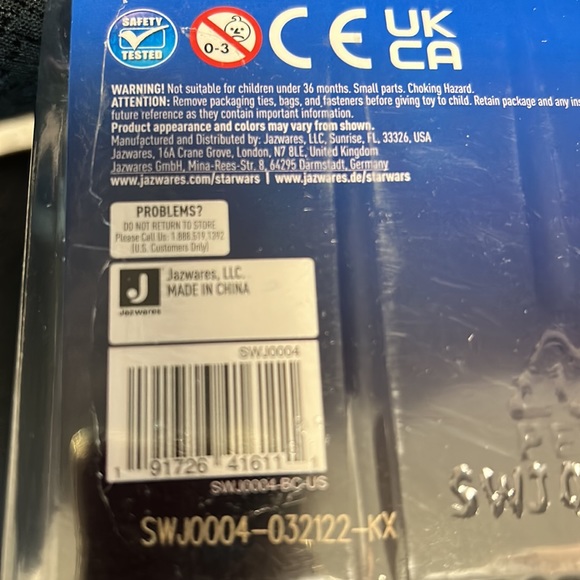 SAFETY
TESTED
0-3
CE
UK
CA
WARNING! Not suitable for children under 36 months. Small parts. Choking Hazard.
ATTENTION: Remove packaging ties, bags, and fasteners before giving toy to child. Retain package and any
future reference as they contain important information.
Product appearance and colors may vary from shown.
Manufactured and Distributed by: Jazwares, LLC, Sunrise, FL, 33326, USA
Jazwares, 16A Crane Grove, London, N7 8LE, United Kingdom
Jazwares GmbH, Mina-Rees-Str. 8, 64295 Darmstadt, Germany
www.jazwares.com/starwars | www.jazwares.de/starwars
PROBLEMS?
DO NOT RETURN TO STORE
Please Call Us: 1.888.519.1392
(U.S. Customers Only)
J
Jazwares
Jazwares, LLC.
MADE IN CHINA
SWJ0004
1 91726 41611 1
SWJ0004-BC-US
SWJ0004-032122-KX